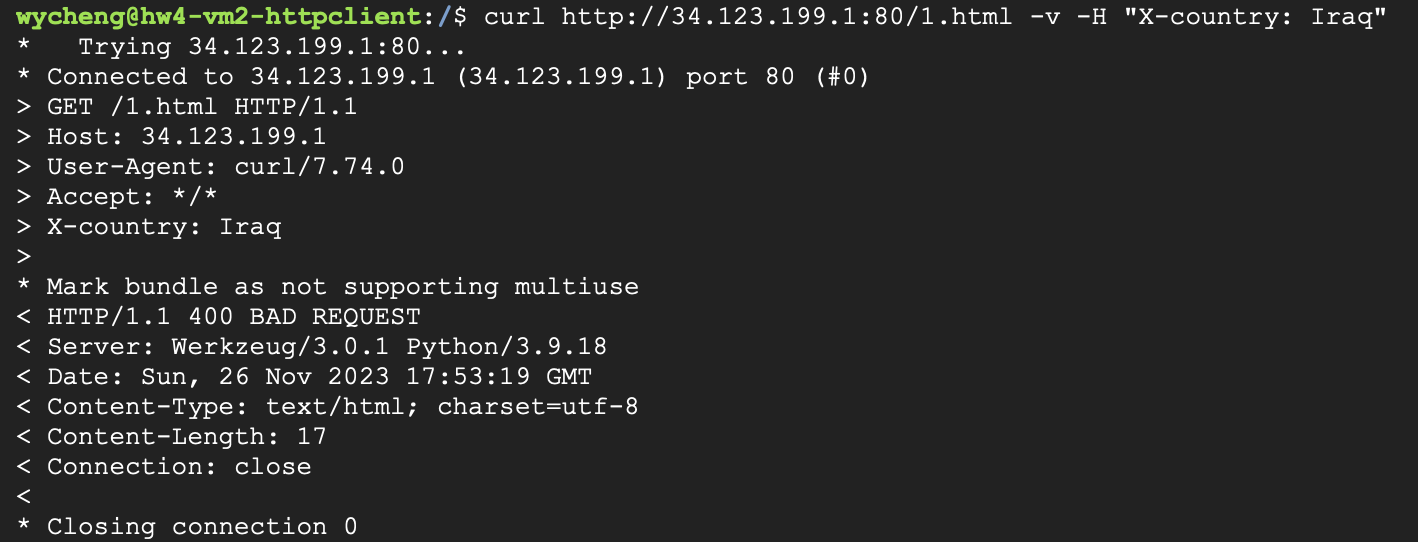 wycheng@hw4-vm2-httpclient:/$ curl http://34.123.199.1:80/1.html -v -H "X-country: Iraq"
*   Trying 34.123.199.1:80...
* Connected to 34.123.199.1 (34.123.199.1) port 80 (#0)
> GET /1.html HTTP/1.1
> Host: 34.123.199.1
> User-Agent: curl/7.74.0
> Accept: */*
> X-country: Iraq
>
* Mark bundle as not supporting multiuse
< HTTP/1.1 400 BAD REQUEST
< Server: Werkzeug/3.0.1 Python/3.9.18
< Date: Sun, 26 Nov 2023 17:53:19 GMT
< Content-Type: text/html; charset=utf-8
< Content-Length: 17
< Connection: close
<
* Closing connection 0